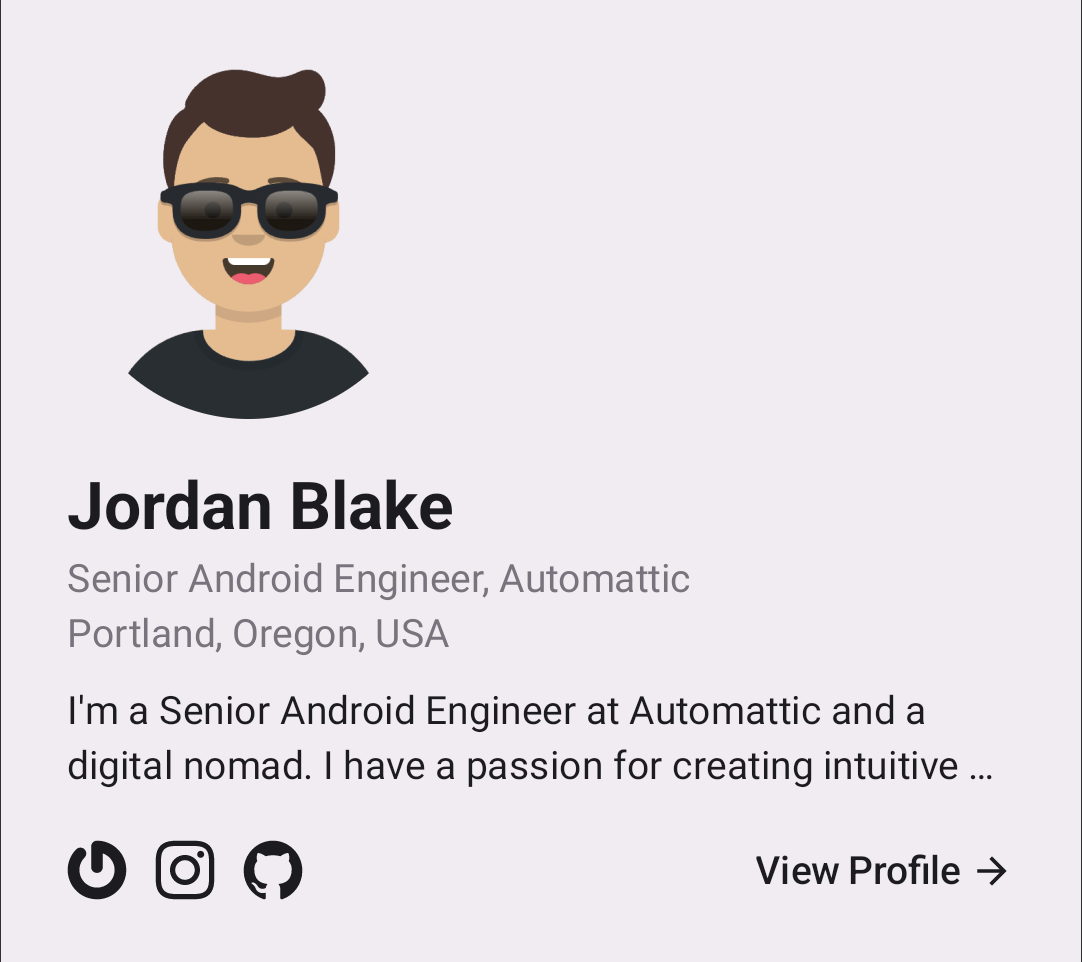 Jordan Blake
Senior Android Engineer, Automattic
Portland, Oregon, USA
I'm a Senior Android Engineer at Automattic and a
digital nomad. I have a passion for creating intuitive …
View Profile →